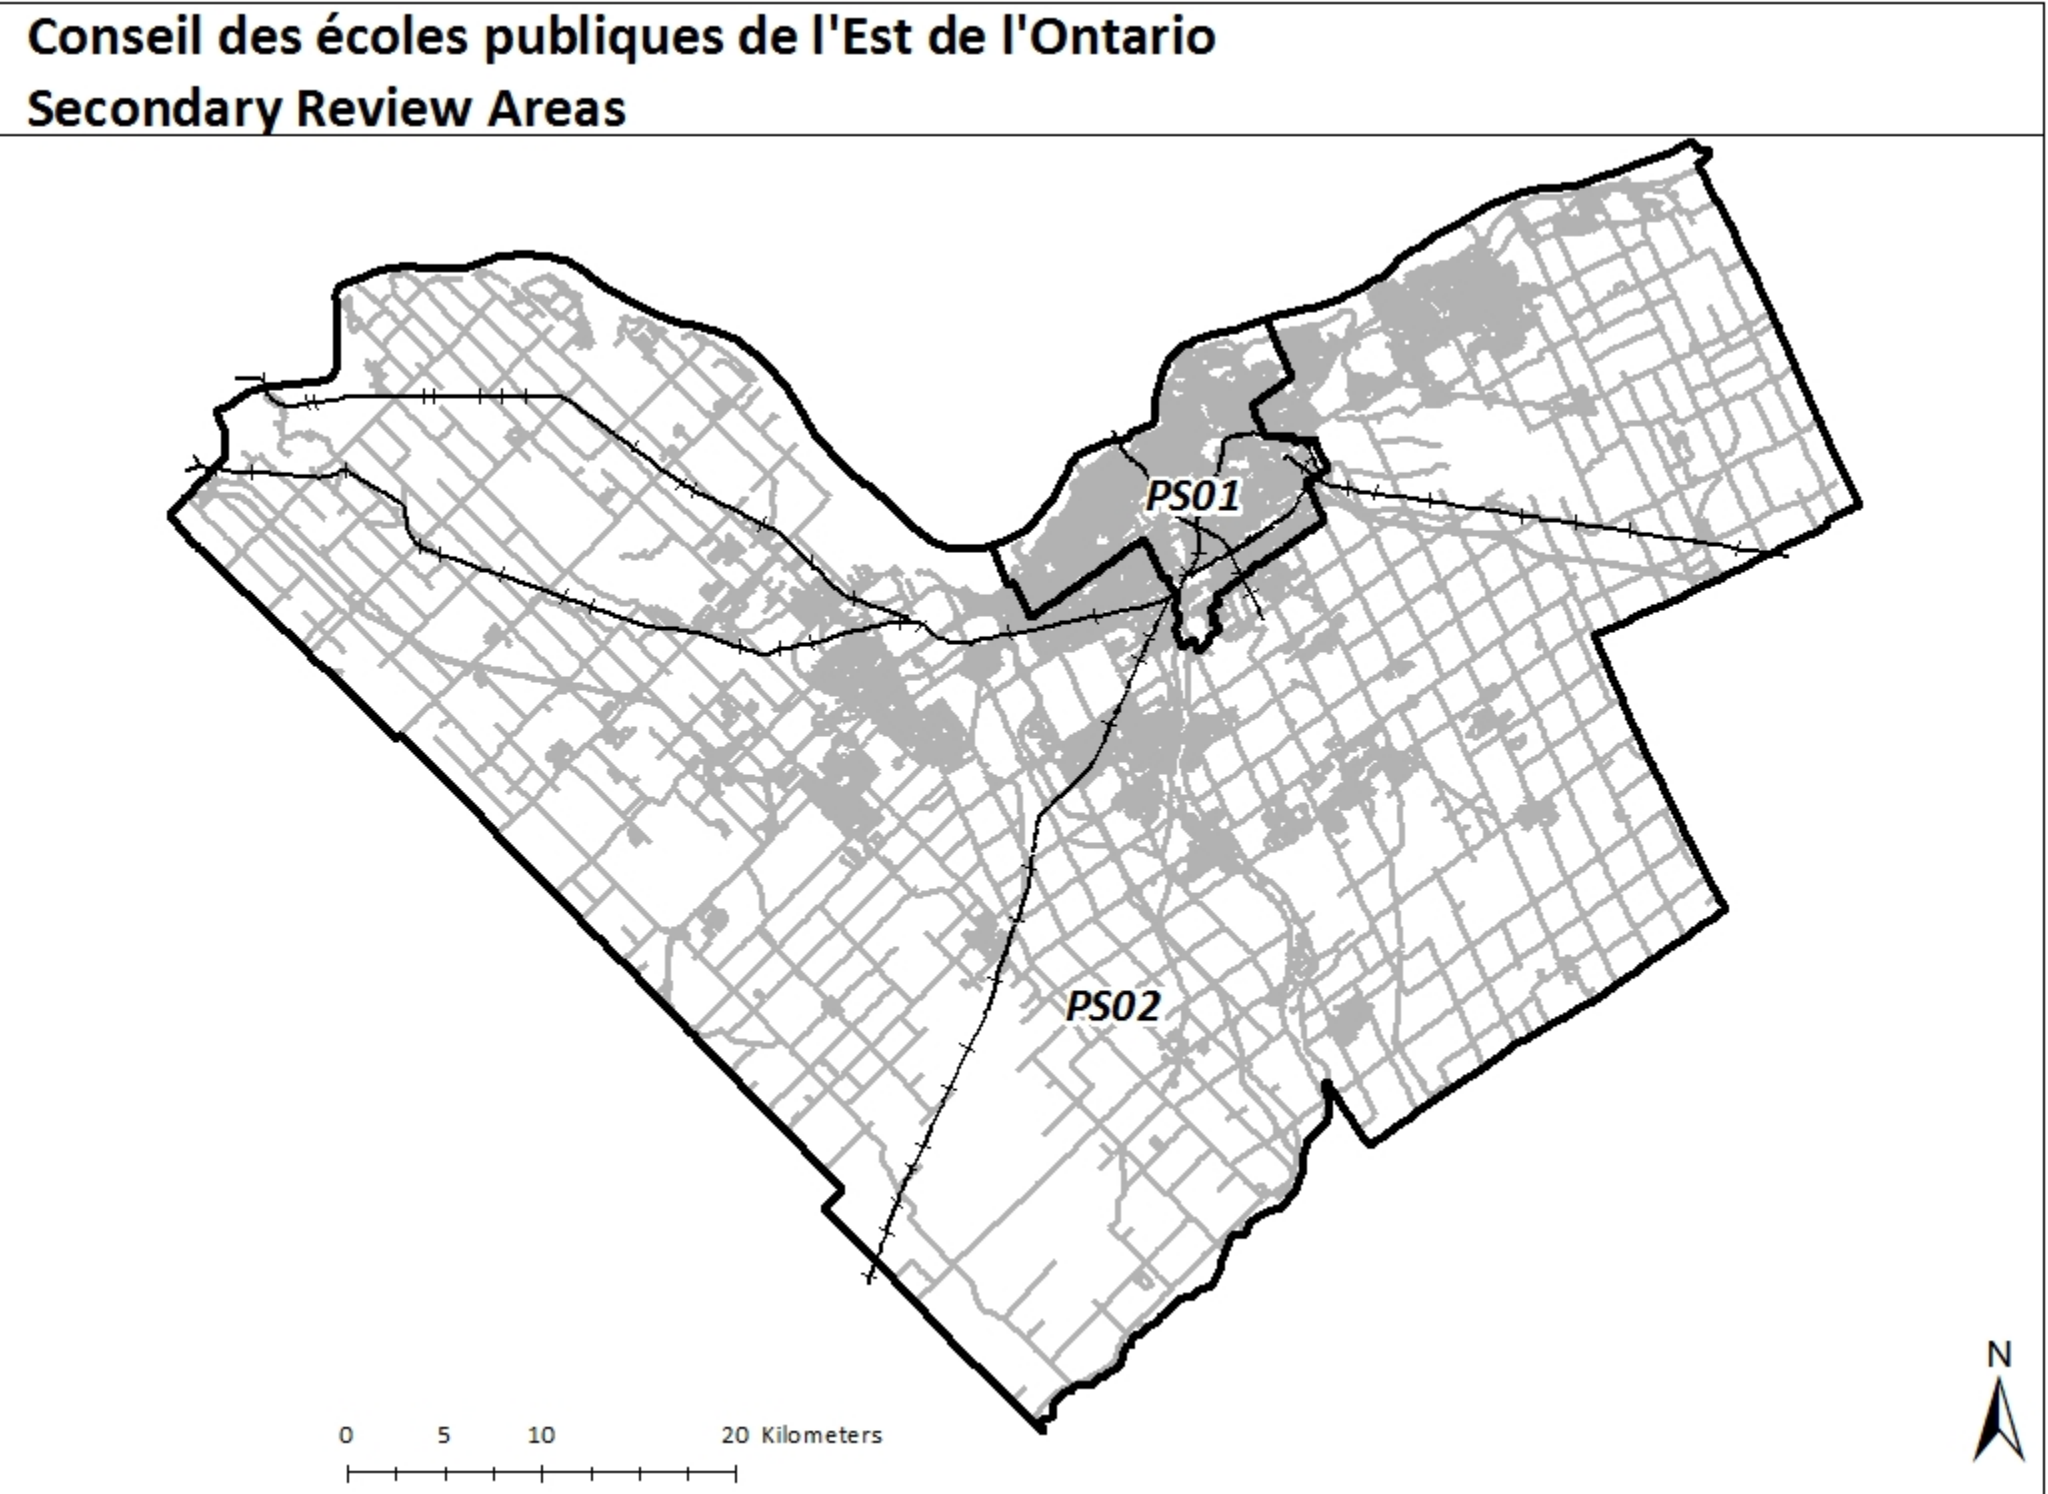 Conseil des écoles publiques de l'Est de l'Ontario
Secondary Review Areas
PS01
PS02
N
0 5 10 20 Kilometers